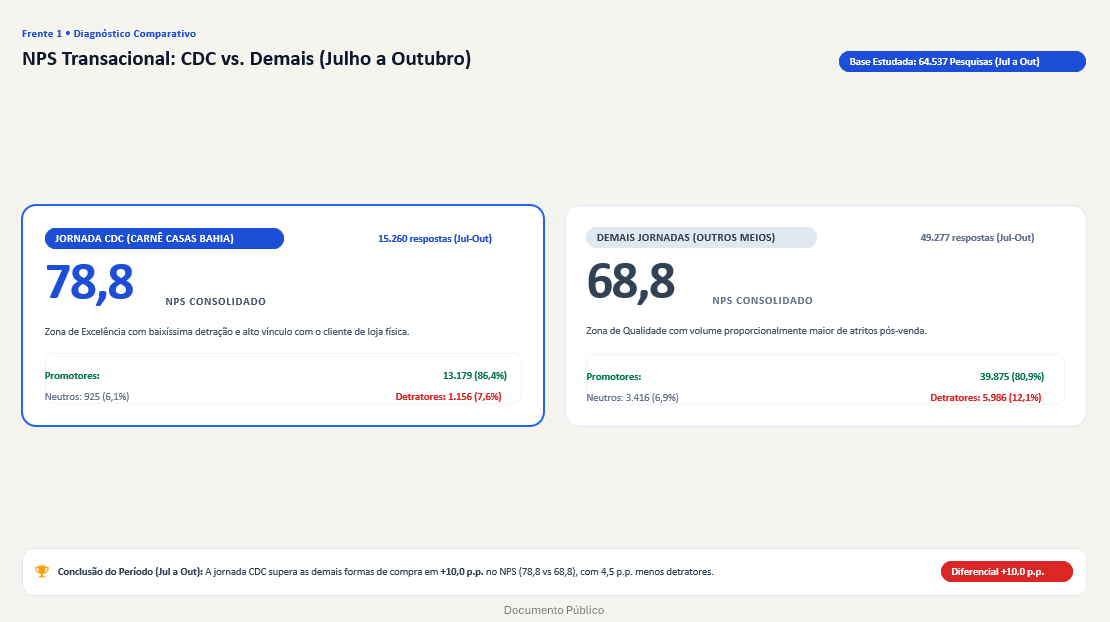 Frente 1 • Diagnóstico Comparativo
NPS Transacional: CDC vs. Demais (Julho a Outubro)
Base Estudada: 64.537 Pesquisas (Jul a Out)
JORNADA CDC (CARNÊ CASAS BAHIA)
15.260 respostas (Jul-Out)
78,8
NPS CONSOLIDADO
Zona de Excelência com baixíssima detração e alto vínculo com o cliente de loja física.
Promotores:
13.179 (86,4%)
Neutros: 925 (6,1%)
Detratores: 1.156 (7,6%)
DEMAIS JORNADAS (OUTROS MEIOS)
49.277 respostas (Jul-Out)
68,8
NPS CONSOLIDADO
Zona de Qualidade com volume proporcionalmente maior de atritos pós-venda.
Promotores:
39.875 (80,9%)
Neutros: 3.416 (6,9%)
Detratores: 5.986 (12,1%)
Conclusão do Período (Jul a Out): A jornada CDC supera as demais formas de compra em +10,0 p.p. no NPS (78,8 vs 68,8), com 4,5 p.p. menos detratores.
Diferencial +10,0 p.p.
Documento Público